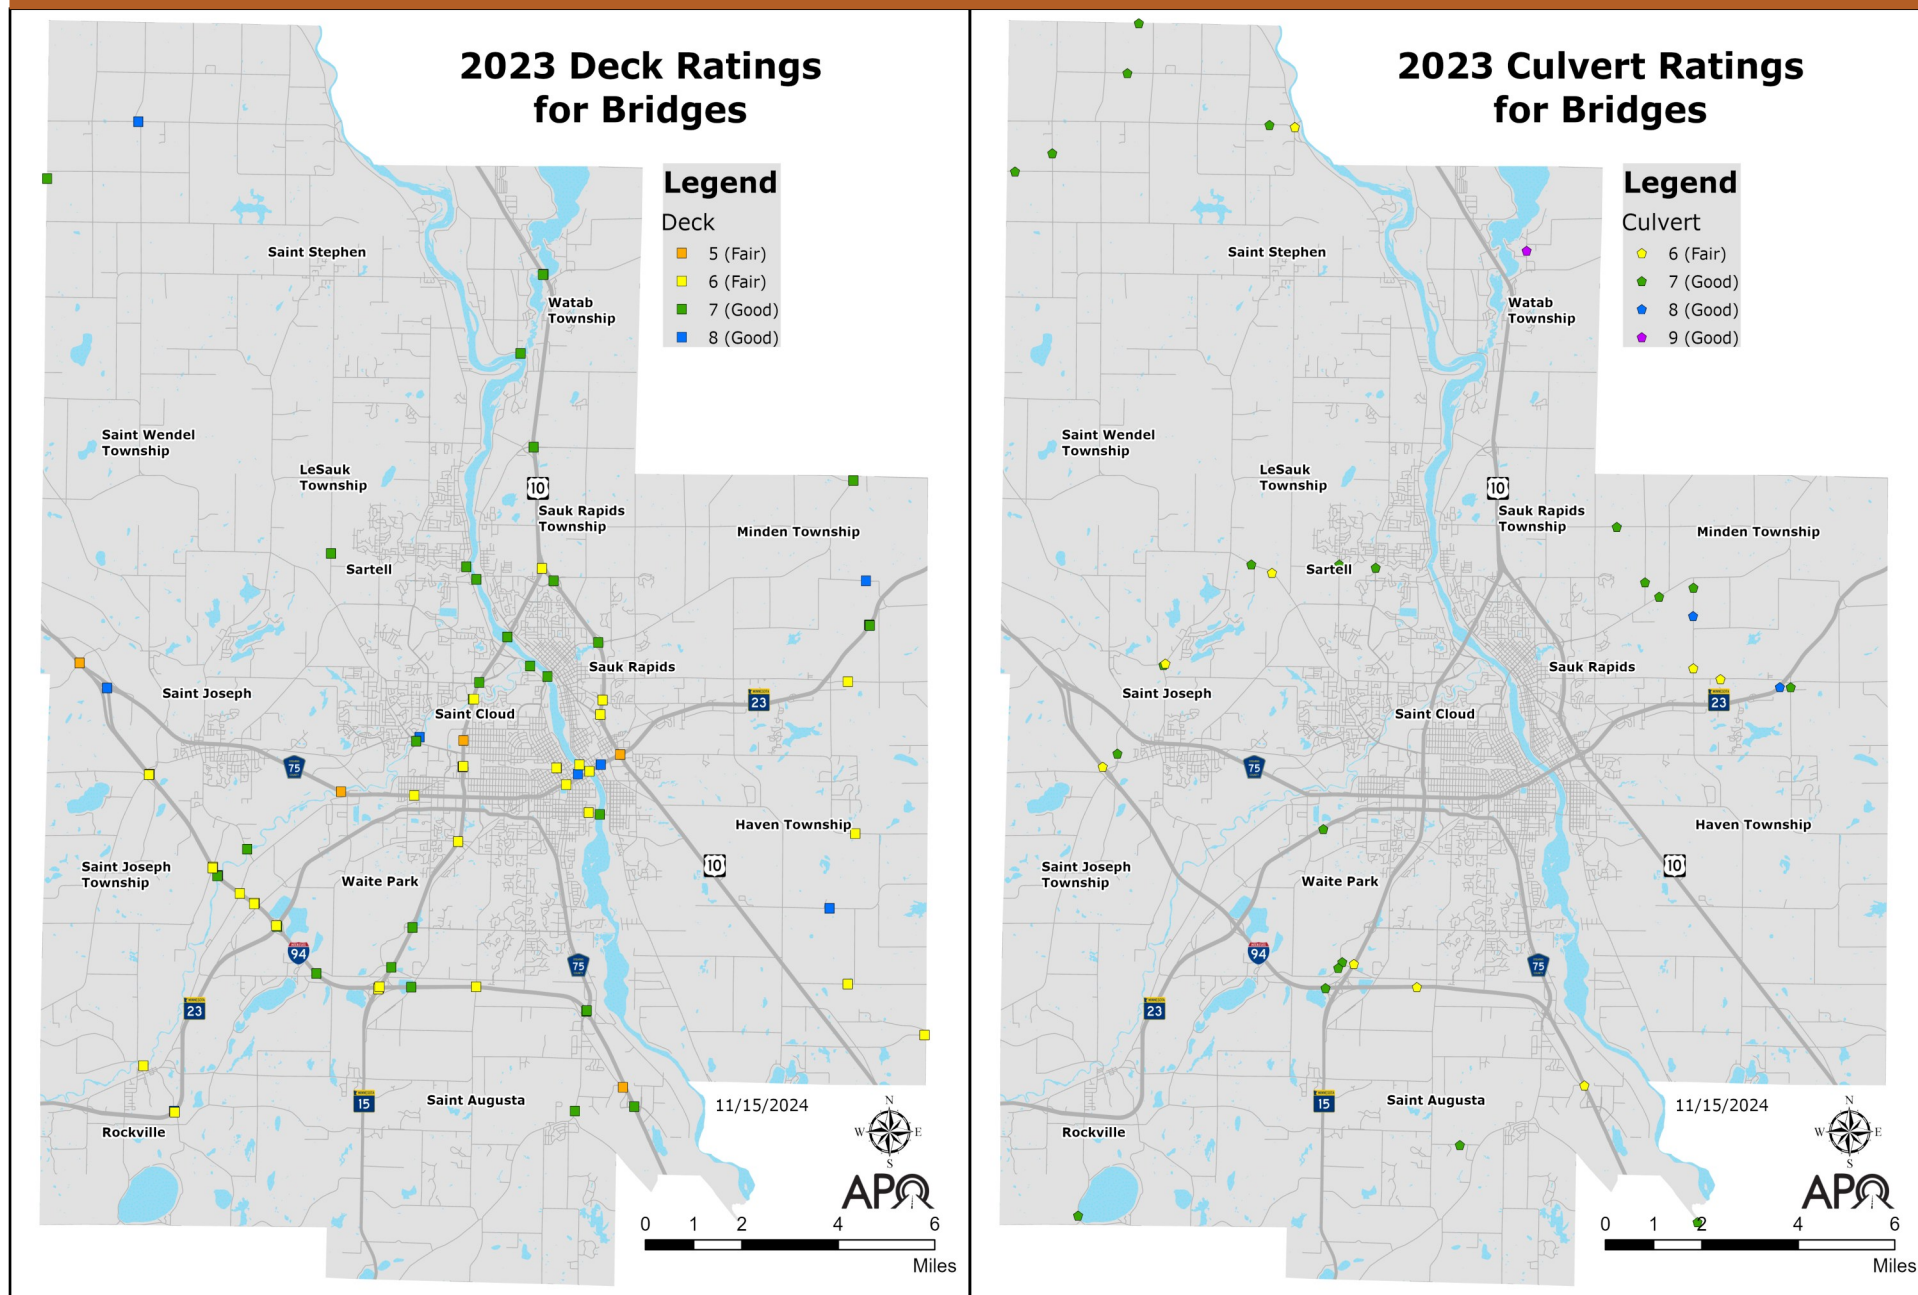 2023 Deck Ratings
for Bridges
Legend
Deck
5 (Fair)
6 (Fair)
7 (Good)
8 (Good)
Saint Stephen
Watab
Township
Saint Wendel
Township
LeSauk
Township
10
Sauk Rapids
Township
Minden Township
Sartell
Sauk Rapids
Saint Joseph
23
Saint Cloud
75
Haven Township
Saint Joseph
Township
Waite Park
10
94
75
23
15
Saint Augusta
Rockville
11/15/2024
N
W
E
S
APO
0 1 2 4 6
Miles
2023 Culvert Ratings
for Bridges
Legend
Culvert
6 (Fair)
7 (Good)
8 (Good)
9 (Good)
Saint Stephen
Watab
Township
Saint Wendel
Township
LeSauk
Township
10
Sauk Rapids
Township
Minden Township
Sartell
Sauk Rapids
Saint Joseph
23
Saint Cloud
75
Haven Township
Saint Joseph
Township
Waite Park
10
94
75
23
15
Saint Augusta
Rockville
11/15/2024
N
W
E
S
APO
0 1 2 4 6
Miles